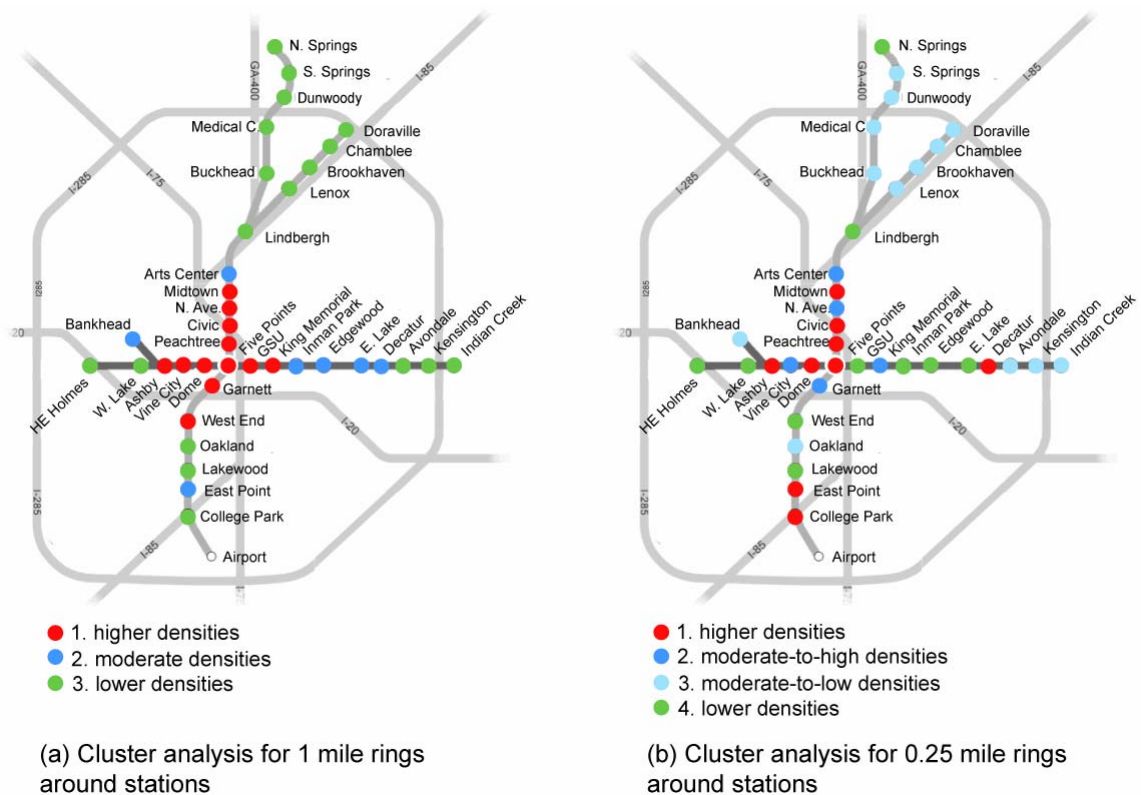 N. Springs
S. Springs
Dunwoody
GA-400
I-85
Medical C.
Doraville
Chamblee
Buckhead
Brookhaven
Lenox
I-285
I-75
Lindbergh
Arts Center
Midtown
N. Ave.
Civic
Peachtree
I285
-20
Bankhead
Five Points
GSU
King Memorial
Inman Park
Edgewood
E. Lake
Decatur
Avondale
Kensington
Indian Creek
HE Holmes
W. Lake
Ashby
Vine City
Dome
Garnett
West End
I-20
Oakland
Lakewood
East Point
I-285
College Park
I-85
Airport
1. higher densities
2. moderate densities
3. lower densities
(a) Cluster analysis for 1 mile rings
around stations
N. Springs
S. Springs
Dunwoody
GA-400
I-85
Medical C.
Doraville
Chamblee
Buckhead
Brookhaven
Lenox
I-285
I-75
Lindbergh
Arts Center
Midtown
N. Ave.
Civic
Peachtree
I285
-20
Bankhead
Five Points
GSU
King Memorial
Inman Park
Edgewood
E. Lake
Decatur
Avondale
Kensington
Indian Creek
HE Holmes
W. Lake
Ashby
Vine City
Dome
Garnett
West End
I-20
Oakland
Lakewood
East Point
I-285
College Park
I-85
Airport
1. higher densities
2. moderate-to-high densities
3. moderate-to-low densities
4. lower densities
(b) Cluster analysis for 0.25 mile rings
around stations